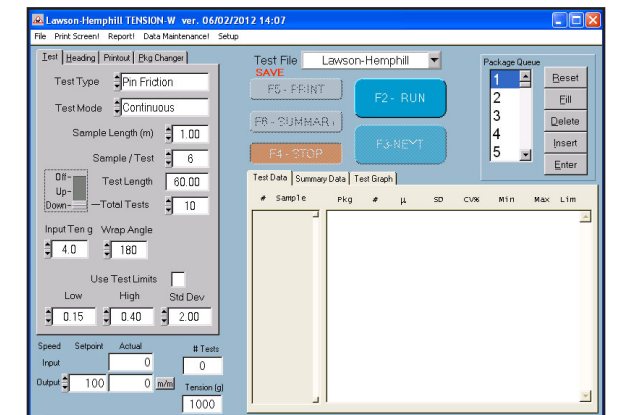 Lawson-Hemphill TENSION-W ver. 06/02/2012 14:07
File Print Screen! Report! Data Maintenance! Setup
Test Heading Printout Pkg Changer
Test Type Pin Friction
Test Mode Continuous
Sample Length (m) 1.00
Sample / Test 6
Off
Up
Down
Test Length 60.00
Total Tests 10
Input Ten g Wrap Angle
4.0 180
Use Test Limits
Low High Std Dev
0.15 0.40 2.00
Speed Setpoint Actual # Tests
Input 0 0
Output 100 0 m/m Tension (g)
1000
Test File Lawson-Hemphill
SAVE
F5 - PRINT
F2 - RUN
F6 - SUMMARY
F4 - STOP
F3-NEXT
Package Queue
1
2
3
4
5
Reset
Fill
Delete
Insert
Enter
Test Data Summary Data Test Graph
# Sample Pkg # μ SD CV% Min Max Lim